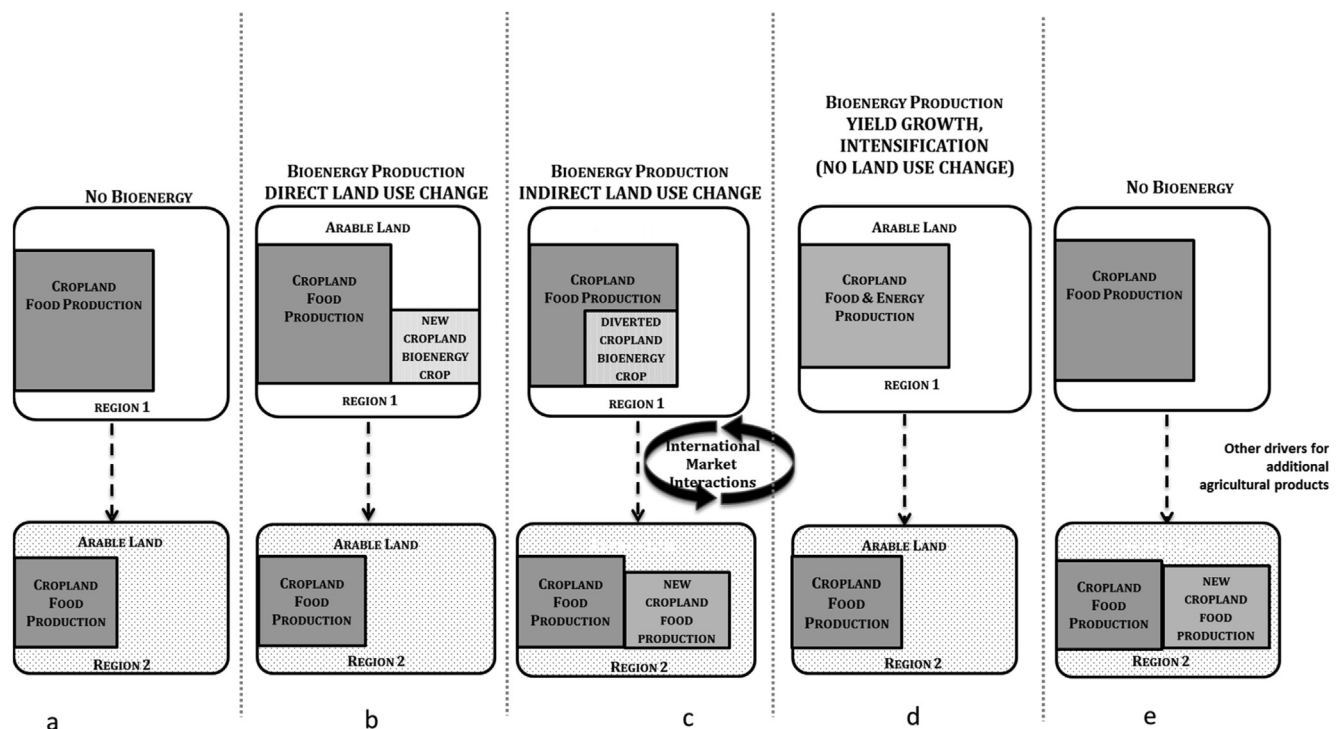 No Bioenergy
Arable Land
Cropland
Food Production
Region 1
Arable Land
Cropland
Food
Production
Region 2
a
Bioenergy Production
DIRECT LAND USE CHANGE
Arable Land
Cropland
Food
Production
New
Cropland
Bioenergy
Crop
Region 1
Arable Land
Cropland
Food
Production
Region 2
b
Bioenergy Production
INDIRECT LAND USE CHANGE
Cropland
Food Production
Diverted
Cropland
Bioenergy
Crop
Region 1
International
Market
Interactions
Cropland
Food
Production
New
Cropland
Food
Production
Region 2
c
Bioenergy Production
YIELD GROWTH,
INTENSIFICATION
(NO LAND USE CHANGE)
Arable Land
Cropland
Food & Energy
Production
Region 1
Arable Land
Cropland
Food
Production
Region 2
d
No Bioenergy
Cropland
Food Production
Other drivers for
additional
agricultural products
Cropland
Food
Production
New
Cropland
Food
Production
Region 2
e